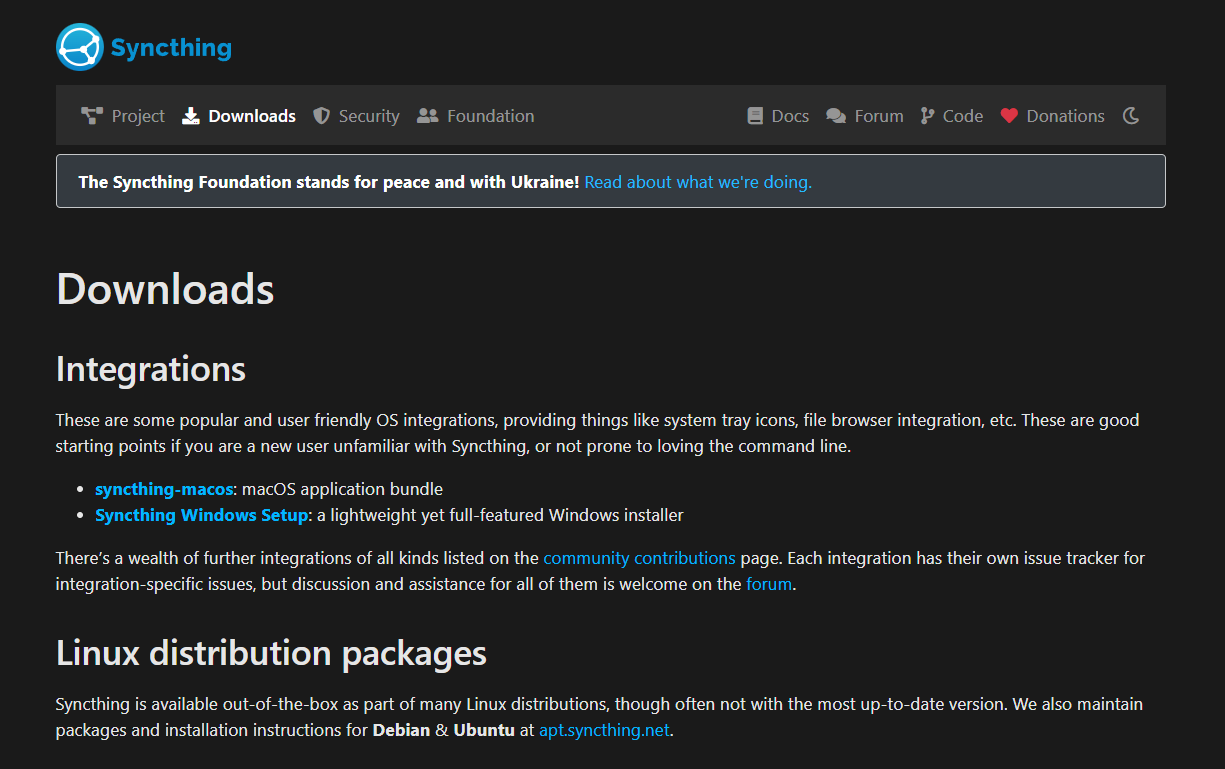 Syncthing
Project Downloads Security Foundation Docs Forum Code Donations
The Syncthing Foundation stands for peace and with Ukraine! Read about what we're doing.
Downloads
Integrations
These are some popular and user friendly OS integrations, providing things like system tray icons, file browser integration, etc. These are good
starting points if you are a new user unfamiliar with Syncthing, or not prone to loving the command line.
• syncthing-macos: macOS application bundle
• Syncthing Windows Setup: a lightweight yet full-featured Windows installer
There’s a wealth of further integrations of all kinds listed on the community contributions page. Each integration has their own issue tracker for
integration-specific issues, but discussion and assistance for all of them is welcome on the forum.
Linux distribution packages
Syncthing is available out-of-the-box as part of many Linux distributions, though often not with the most up-to-date version. We also maintain
packages and installation instructions for Debian & Ubuntu at apt.syncthing.net.